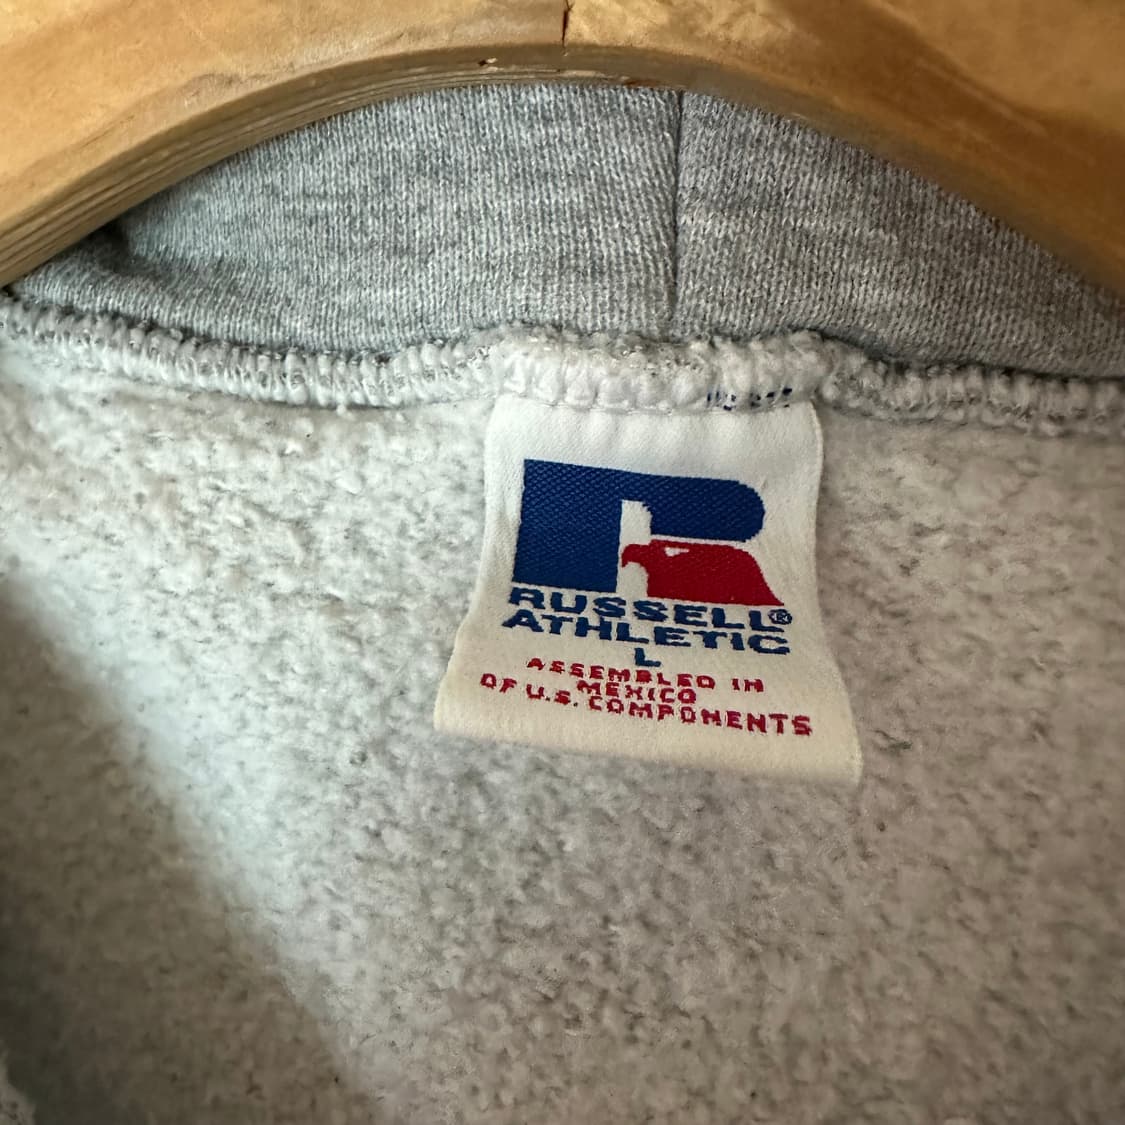 RUSSELL®
ATHLETIC
L
ASSEMBLED IN
MEXICO
OF U.S. COMPONENTS